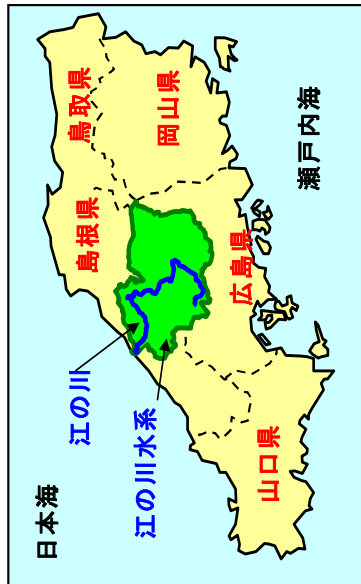 日本海
江の川
江の川水系
島根県
鳥取県
岡山県
広島県
山口県
瀬戸内海